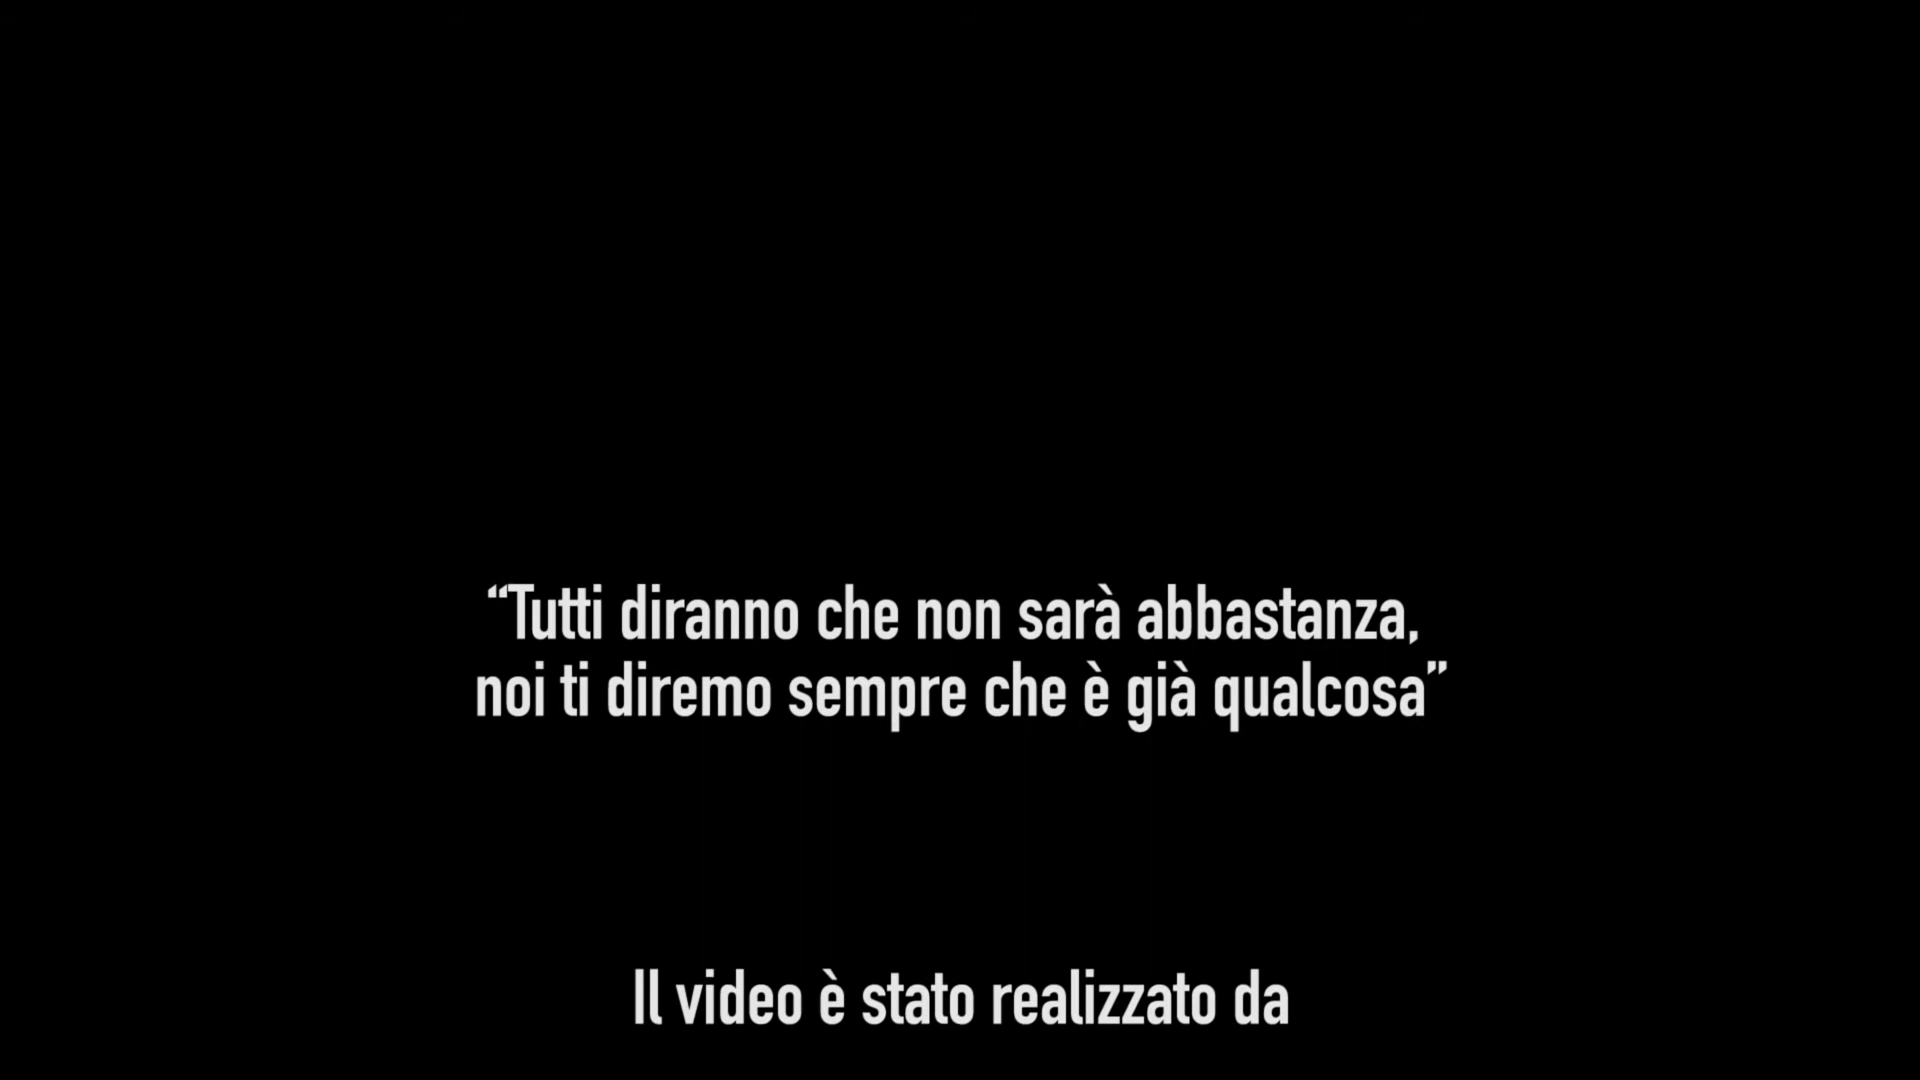 “Tutti diranno che non sarà abbastanza,
noi ti diremo sempre che è già qualcosa”
Il video è stato realizzato da